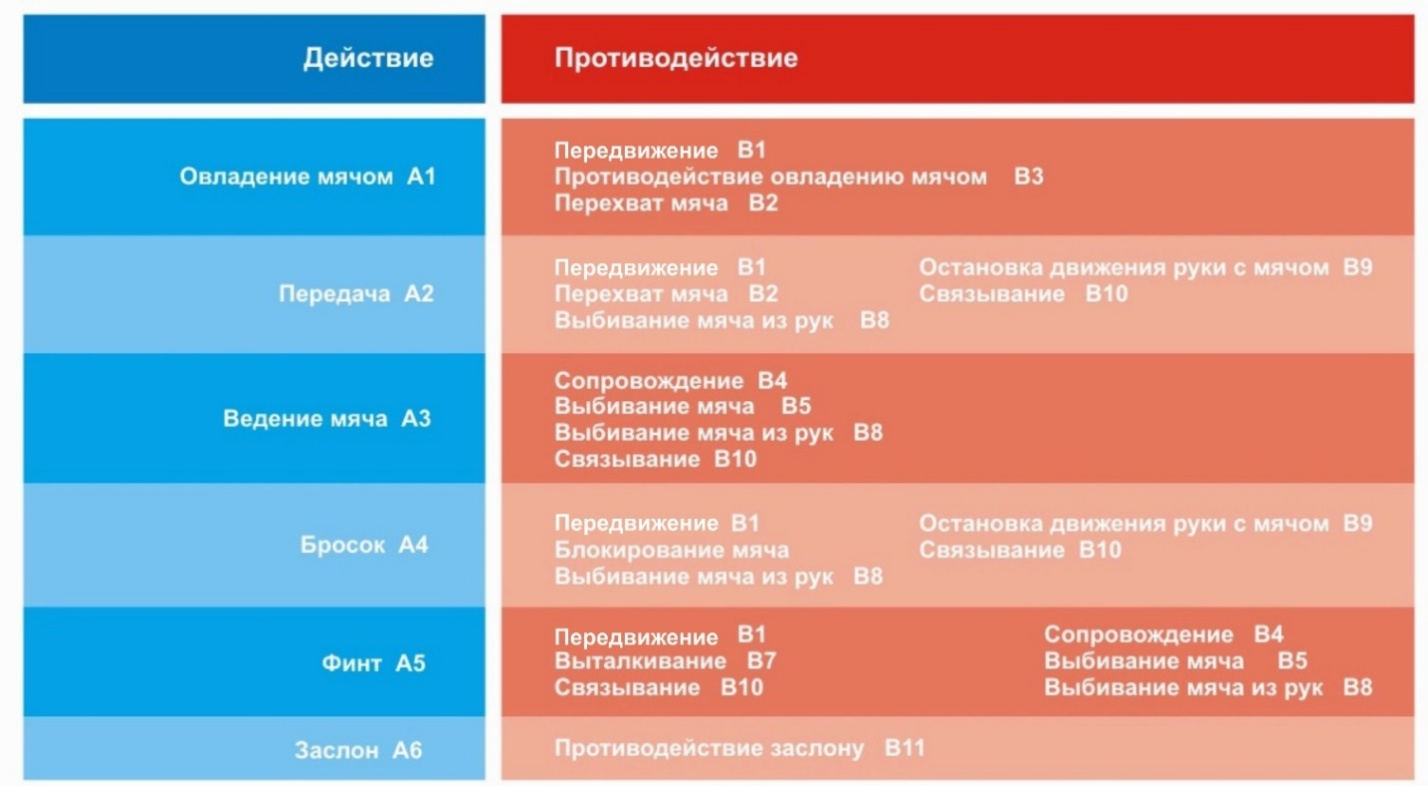 Действие
Противодействие
Овладение мячом А1
Передвижение В1
Противодействие овладению мячом В3
Перехват мяча В2
Передача А2
Передвижение В1
Перехват мяча В2
Выбивание мяча из рук В8
Остановка движения руки с мячом В9
Связывание В10
Ведение мяча А3
Сопровождение В4
Выбивание мяча В5
Выбивание мяча из рук В8
Связывание В10
Бросок А4
Передвижение В1
Блокирование мяча
Выбивание мяча из рук В8
Остановка движения руки с мячом В9
Связывание В10
Финт А5
Передвижение В1
Выталкивание В7
Связывание В10
Сопровождение В4
Выбивание мяча В5
Выбивание мяча из рук В8
Заслон А6
Противодействие заслону В11